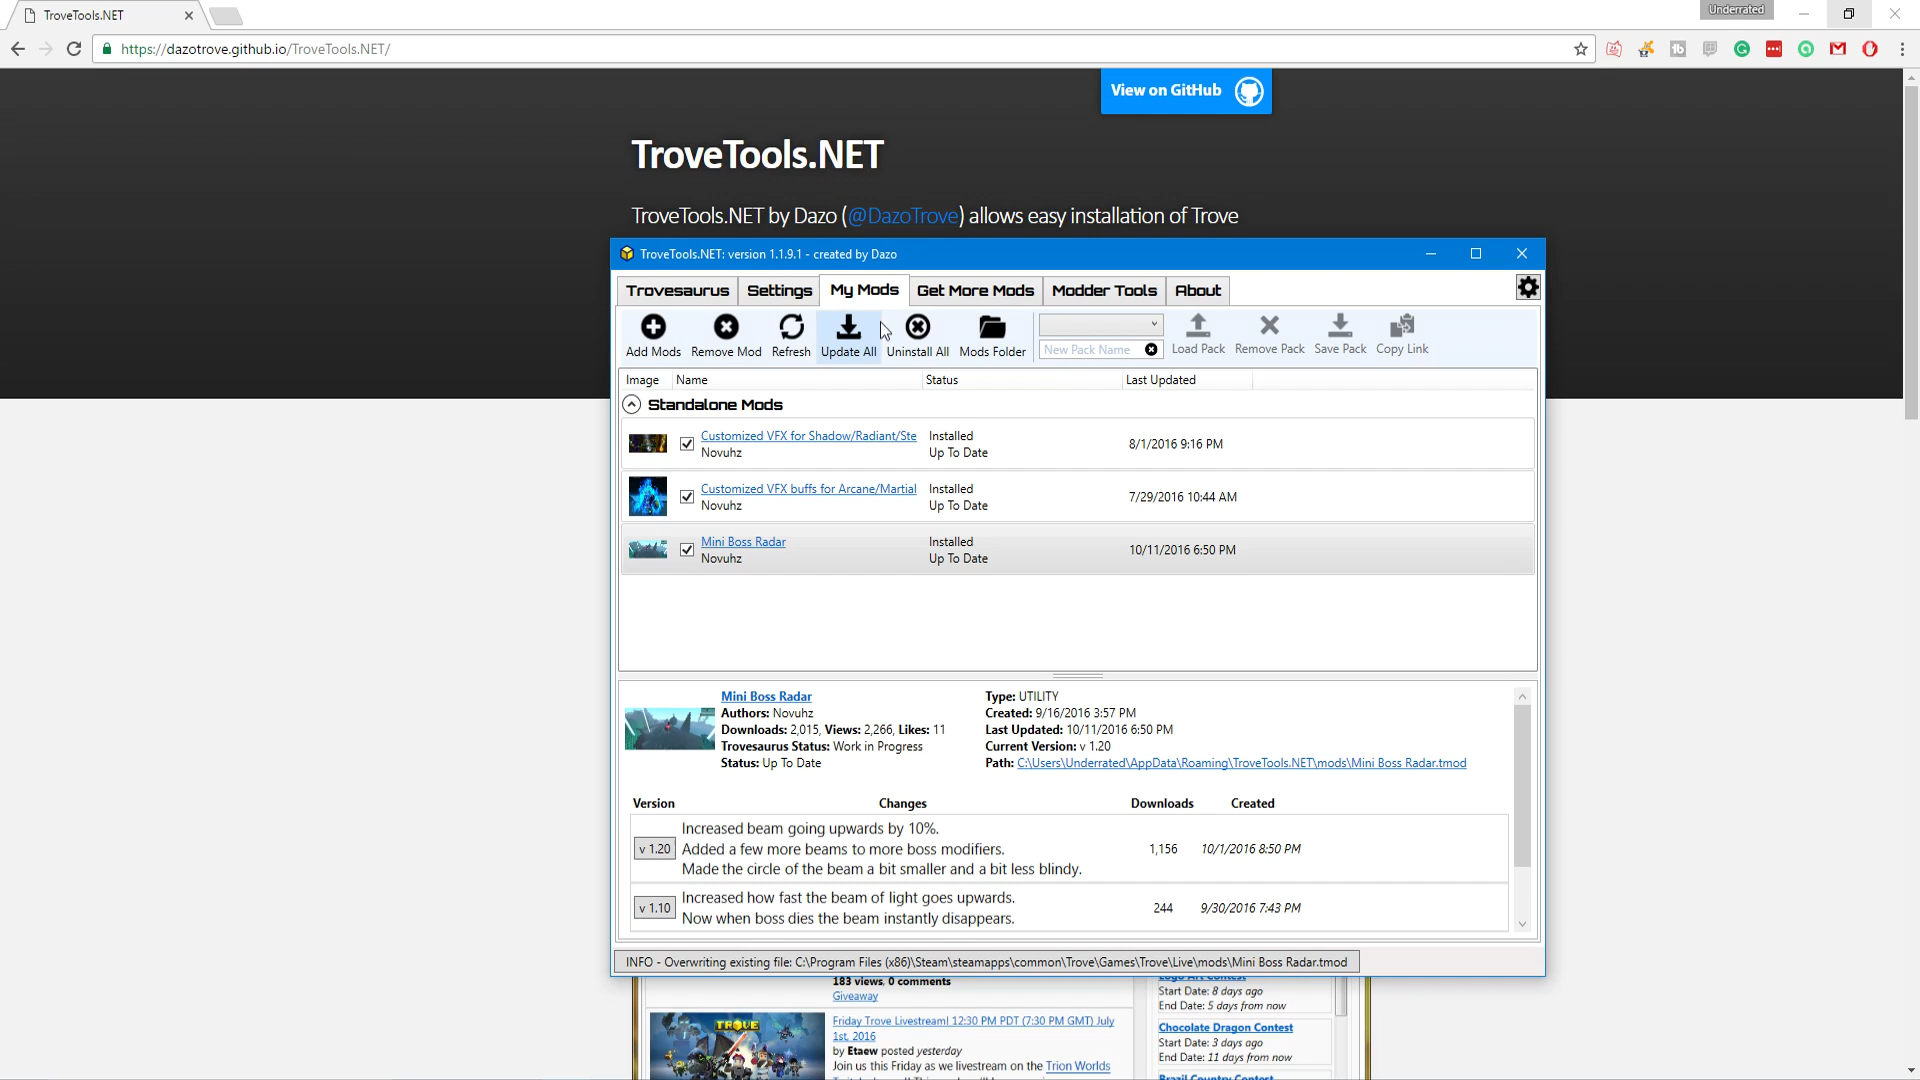 TroveTools.NET
Underrated
https://dazotrove.github.io/TroveTools.NET/
View on GitHub
TroveTools.NET
TroveTools.NET by Dazo (@DazoTrove) allows easy installation of Trove
TroveTools.NET: version 1.1.9.1 - created by Dazo
Trovesaurus Settings My Mods Get More Mods Modder Tools About
Add Mods Remove Mod Refresh Update All Uninstall All Mods Folder New Pack Name Load Pack Remove Pack Save Pack Copy Link
Image Name Status Last Updated
Standalone Mods
Customized VFX for Shadow/Radiant/Ste Installed 8/1/2016 9:16 PM
Novuhz Up To Date
Customized VFX buffs for Arcane/Martial Installed 7/29/2016 10:44 AM
Novuhz Up To Date
Mini Boss Radar Installed 10/11/2016 6:50 PM
Novuhz Up To Date
Mini Boss Radar Type: UTILITY
Authors: Novuhz Created: 9/16/2016 3:57 PM
Downloads: 2,015, Views: 2,266, Likes: 11 Last Updated: 10/11/2016 6:50 PM
Trovesaurus Status: Work in Progress Current Version: v 1.20
Status: Up To Date Path: C:\Users\Underrated\AppData\Roaming\TroveTools.NET\mods\Mini Boss Radar.tmod
Version Changes Downloads Created
Increased beam going upwards by 10%.
v 1.20 Added a few more beams to more boss modifiers. 1,156 10/1/2016 8:50 PM
Made the circle of the beam a bit smaller and a bit less blindy.
Increased how fast the beam of light goes upwards.
v 1.10 244 9/30/2016 7:43 PM
Now when boss dies the beam instantly disappears.
INFO - Overwriting existing file: C:\Program Files (x86)\Steam\steamapps\common\Trove\Games\Trove\Live\mods\Mini Boss Radar.tmod
183 views, 0 comments
Giveaway
TROVE
Friday Trove Livestream! 12:30 PM PDT (7:30 PM GMT) July
1st, 2016
by Etaew posted yesterday
Join us this Friday as we livestream on the Trion Worlds
Start Date: 8 days ago
End Date: 5 days from now
Chocolate Dragon Contest
Start Date: 3 days ago
End Date: 11 days from now
Brazil Country Contest